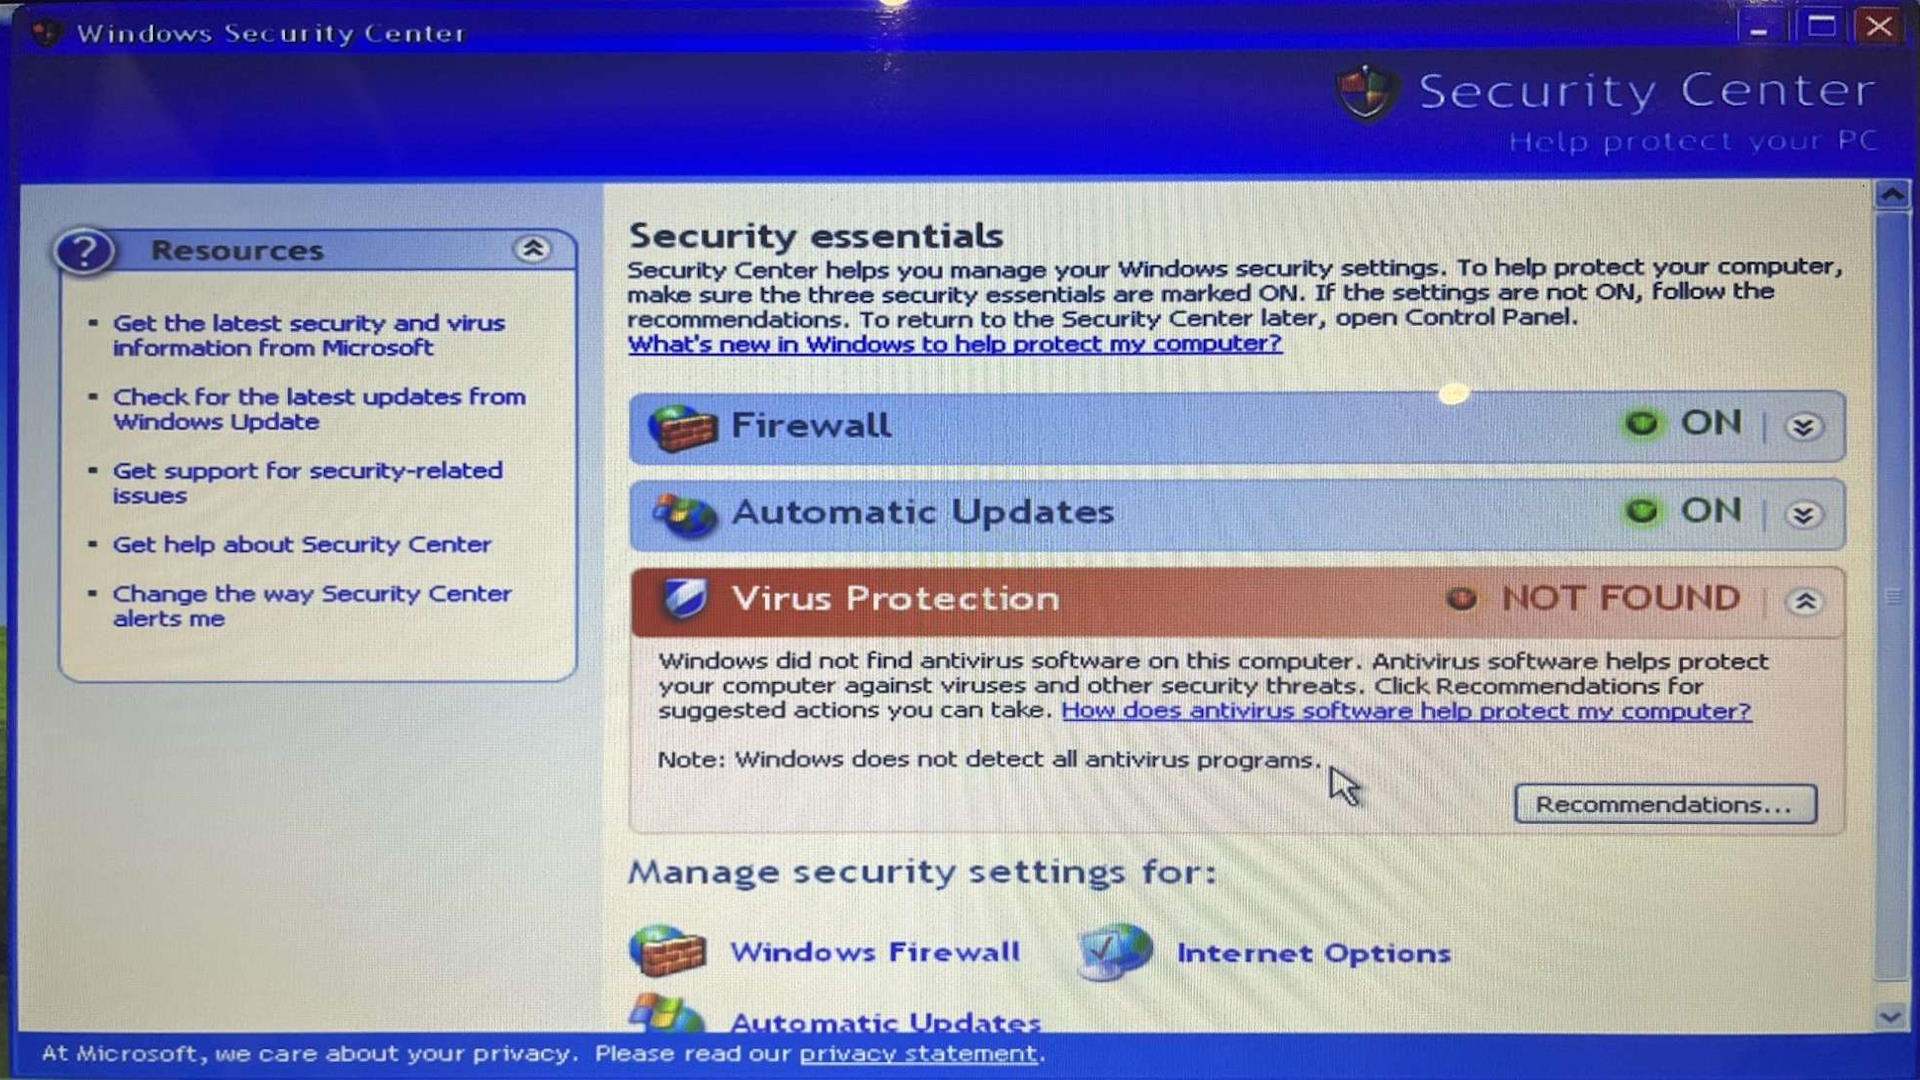 Windows Security Center
Security Center
Help protect your PC
Resources
Get the latest security and virus
information from Microsoft
Check for the latest updates from
Windows Update
Get support for security-related
issues
Get help about Security Center
Change the way Security Center
alerts me
Security essentials
Security Center helps you manage your Windows security settings. To help protect your computer,
make sure the three security essentials are marked ON. If the settings are not ON, follow the
recommendations. To return to the Security Center later, open Control Panel.
What's new in Windows to help protect my computer?
Firewall ON
Automatic Updates ON
Virus Protection NOT FOUND
Windows did not find antivirus software on this computer. Antivirus software helps protect
your computer against viruses and other security threats. Click Recommendations for
suggested actions you can take. How does antivirus software help protect my computer?
Note: Windows does not detect all antivirus programs.
Recommendations...
Manage security settings for:
Windows Firewall
Internet Options
Automatic Updates
At Microsoft, we care about your privacy. Please read our privacy statement.